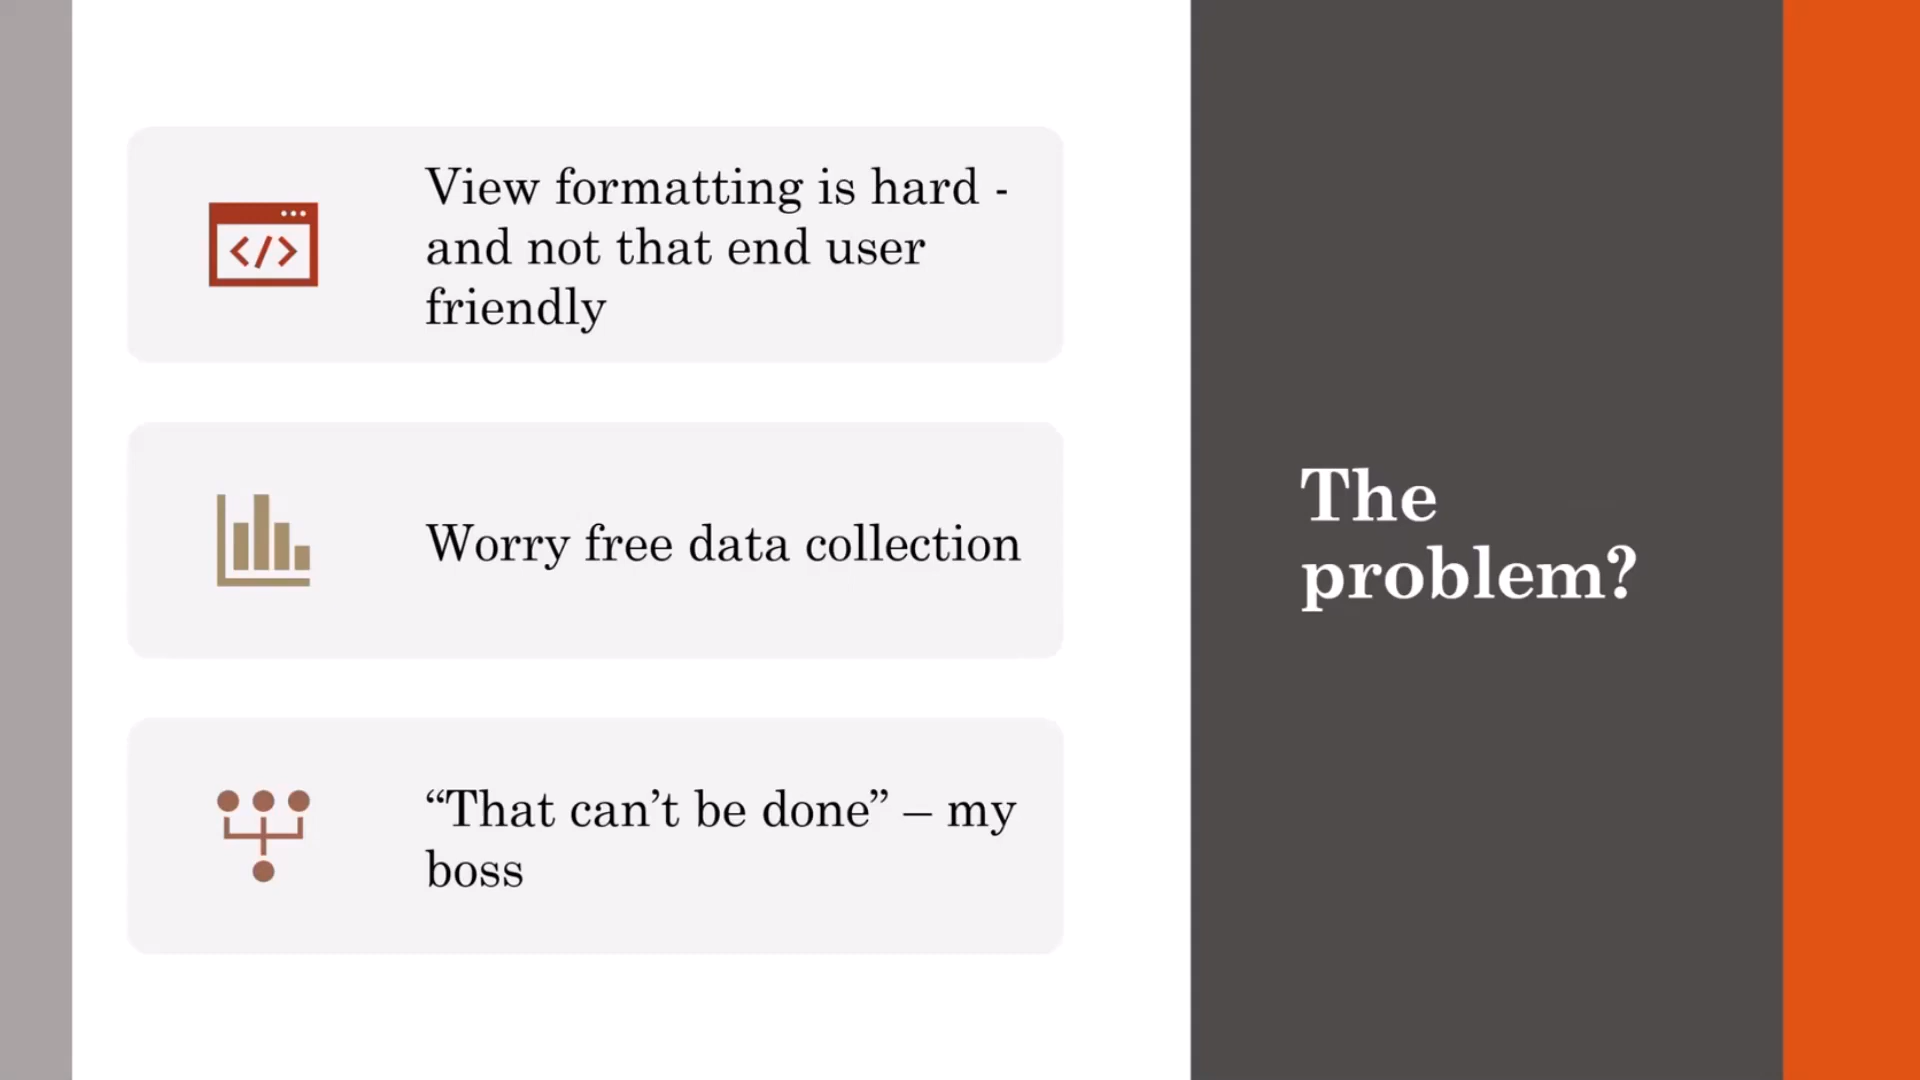 View formatting is hard -
and not that end user
friendly
Worry free data collection
“That can’t be done” – my
boss
The
problem?